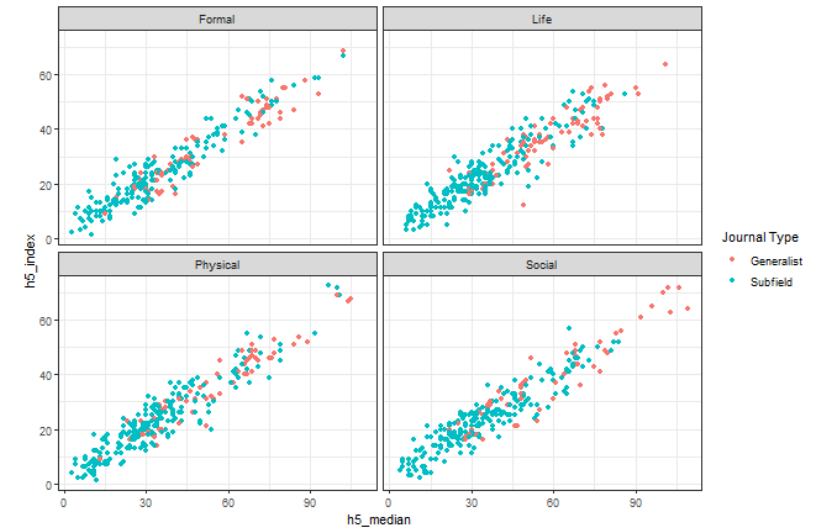 Formal
Life
60
40
20
0
Physical
Social
60
40
20
0
0 30 60 90
0 30 60 90
h5_median
h5_index
Journal Type
Generalist
Subfield